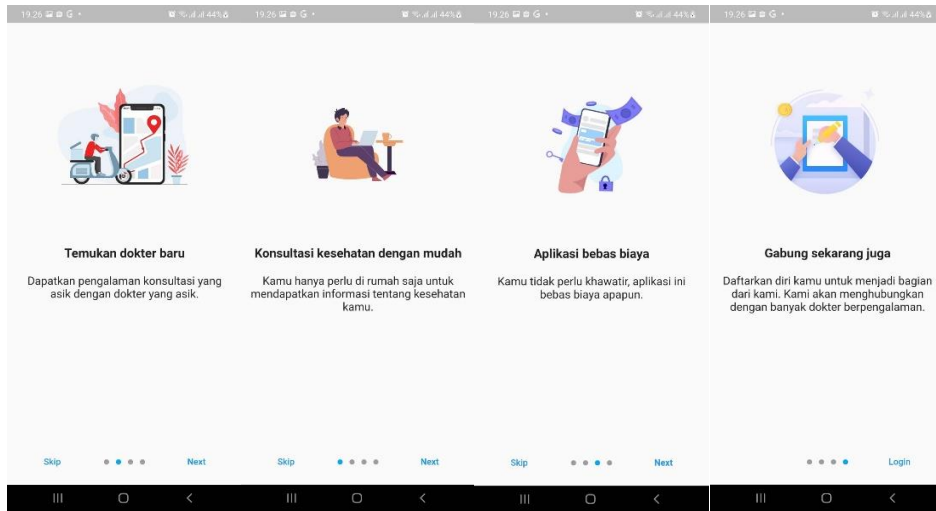 19.26 G
44%
Temukan dokter baru
Dapatkan pengalaman konsultasi yang
asik dengan dokter yang asik.
Skip
Next
19.26 G
44%
Konsultasi kesehatan dengan mudah
Kamu hanya perlu di rumah saja untuk
mendapatkan informasi tentang kesehatan
kamu.
Skip
Next
19.26 G
44%
Aplikasi bebas biaya
Kamu tidak perlu khawatir, aplikasi ini
bebas biaya apapun.
Skip
Next
19.26 G
44%
Gabung sekarang juga
Daftarkan diri kamu untuk menjadi bagian
dari kami. Kami akan menghubungkan
dengan banyak dokter berpengalaman.
Login